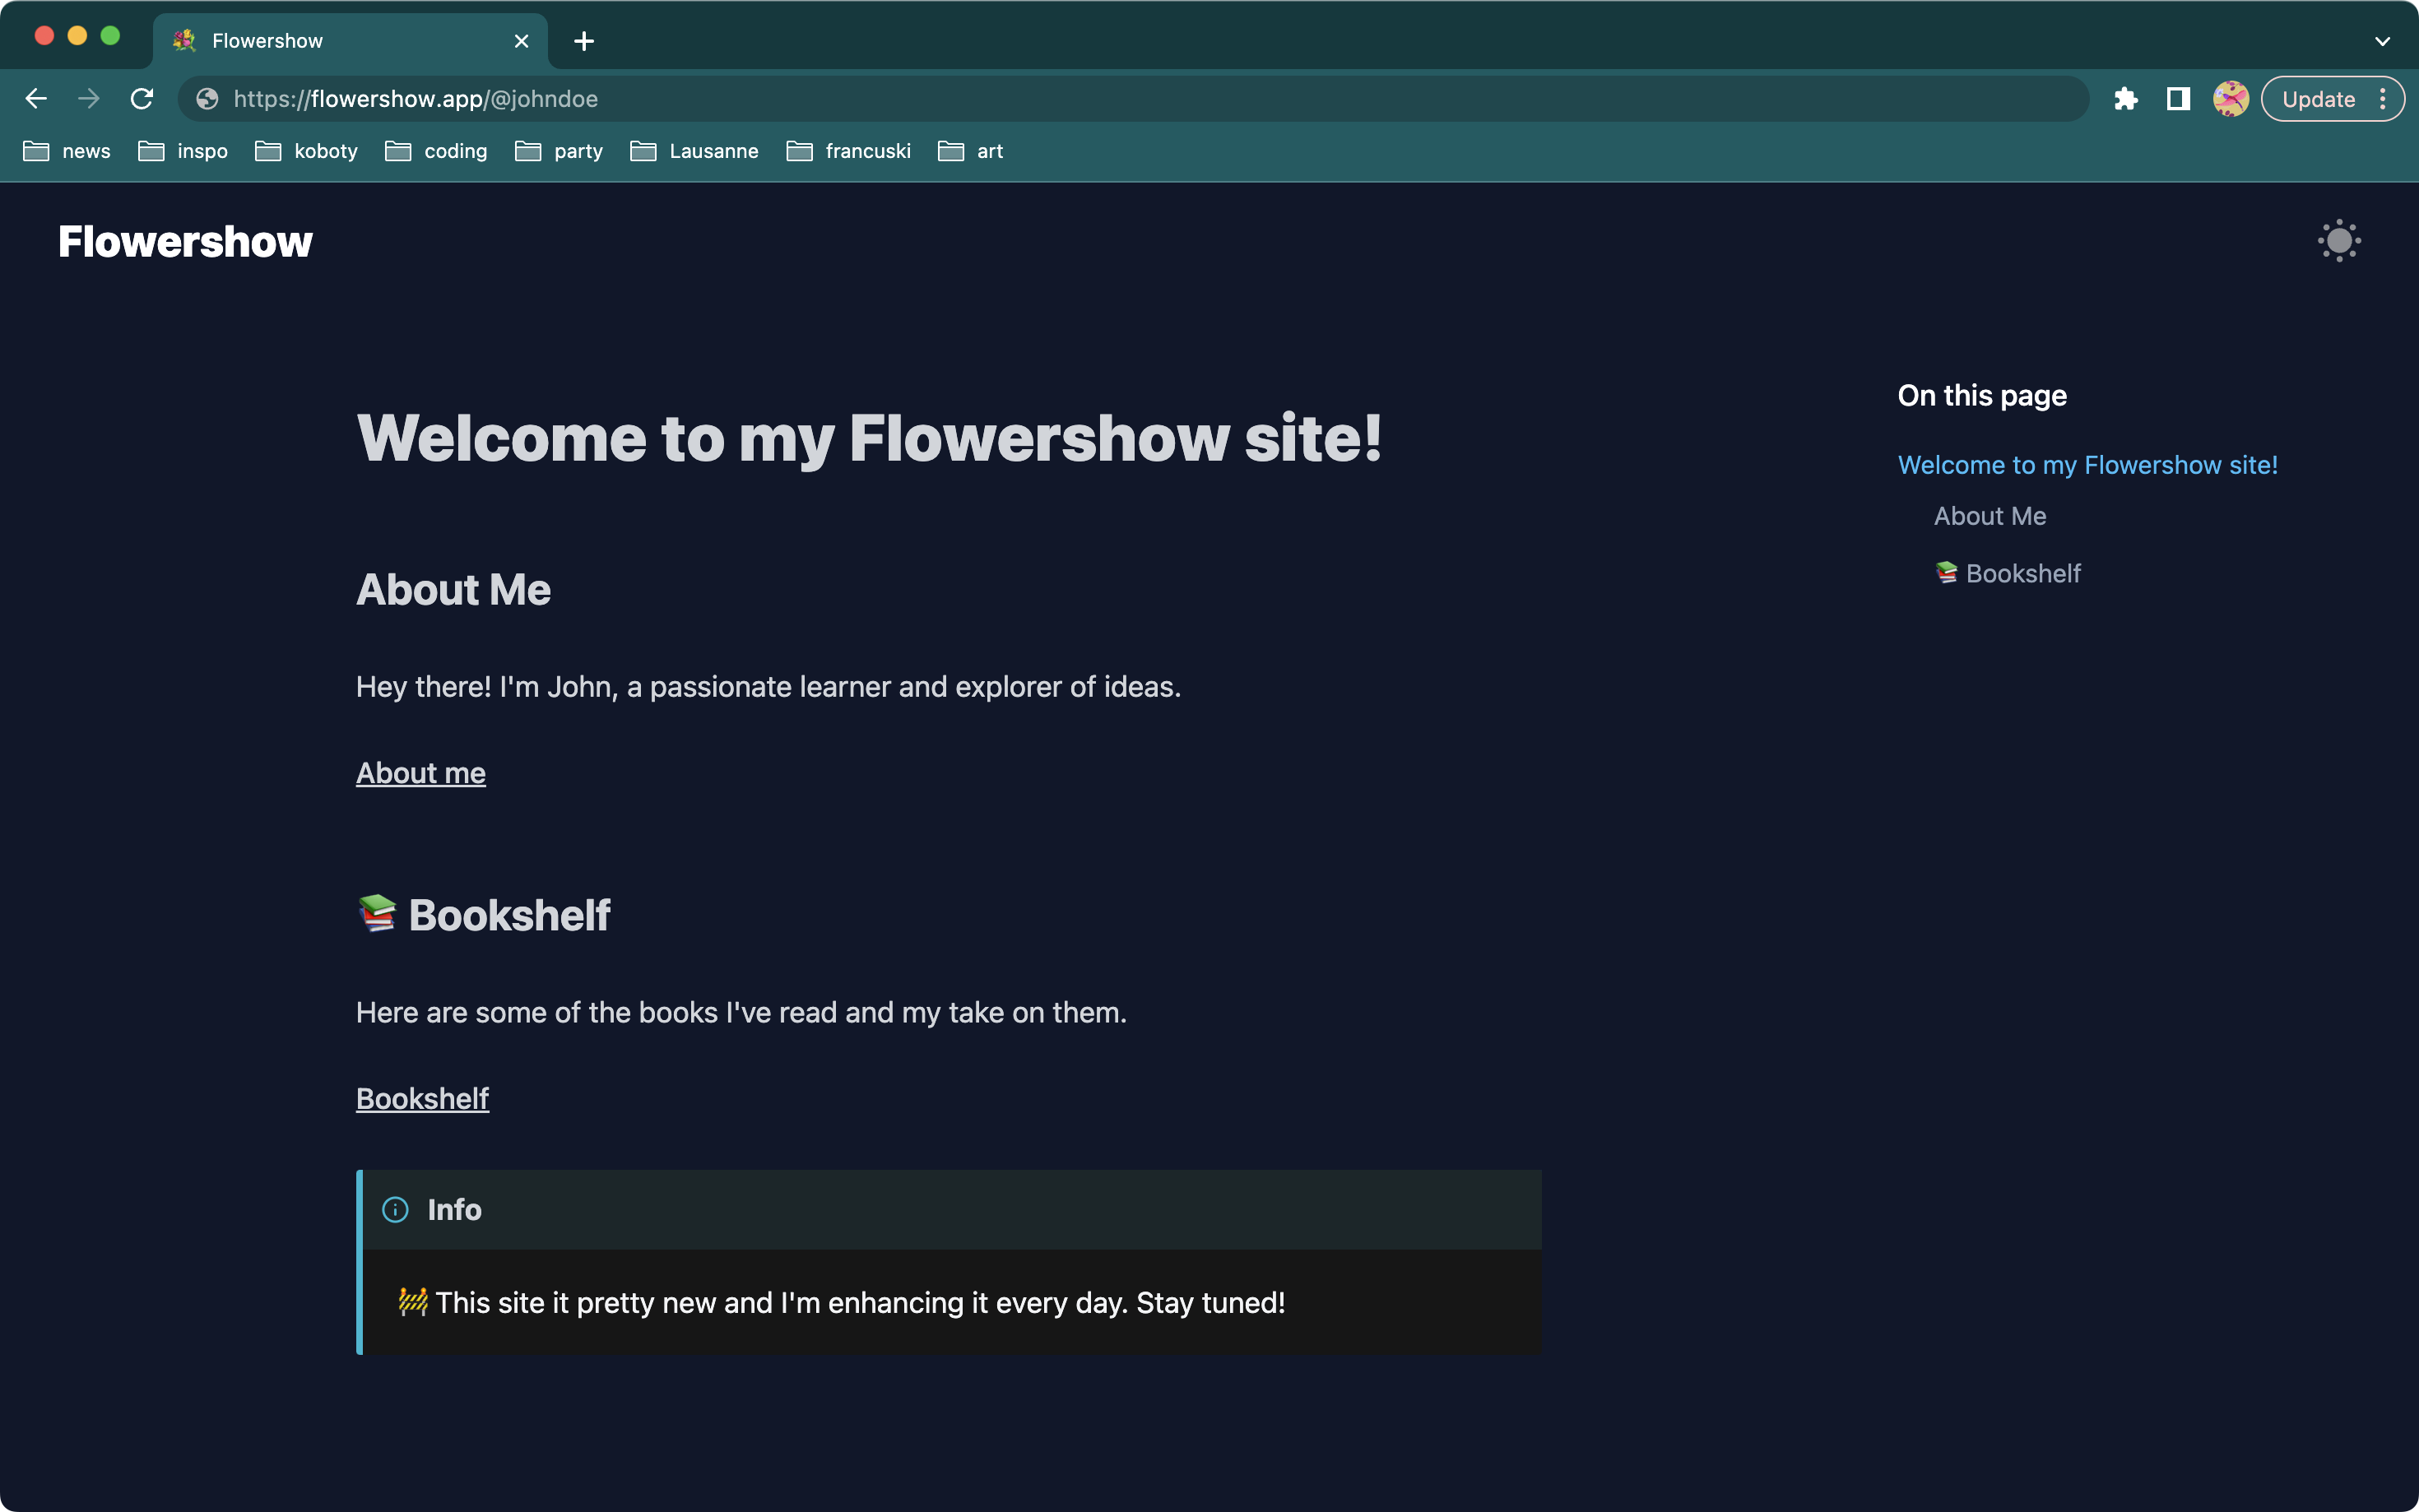 Flowershow
https://flowershow.app/@johndoe
Update
news inspo koboty coding party Lausanne francuski art
Flowershow
Welcome to my Flowershow site!
About Me
Hey there! I'm John, a passionate learner and explorer of ideas.
About me
📚 Bookshelf
Here are some of the books I've read and my take on them.
Bookshelf
Info
🚧 This site it pretty new and I'm enhancing it every day. Stay tuned!
On this page
Welcome to my Flowershow site!
About Me
📚 Bookshelf